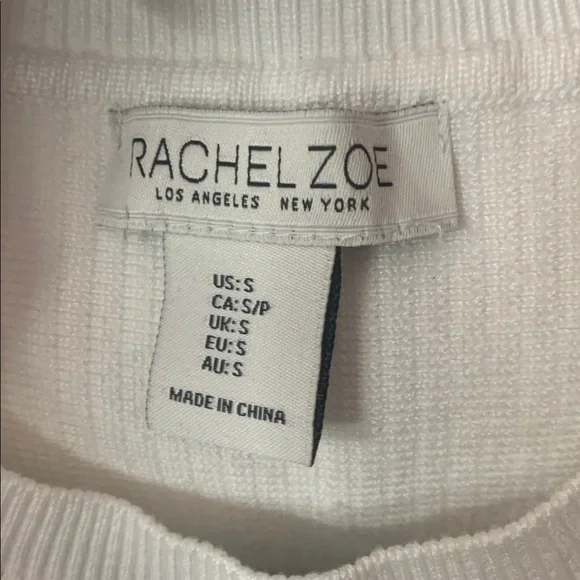 RACHEL ZOE
LOS ANGELES NEW YORK
US: S
CA: S/P
UK: S
EU: S
AU: S
MADE IN CHINA